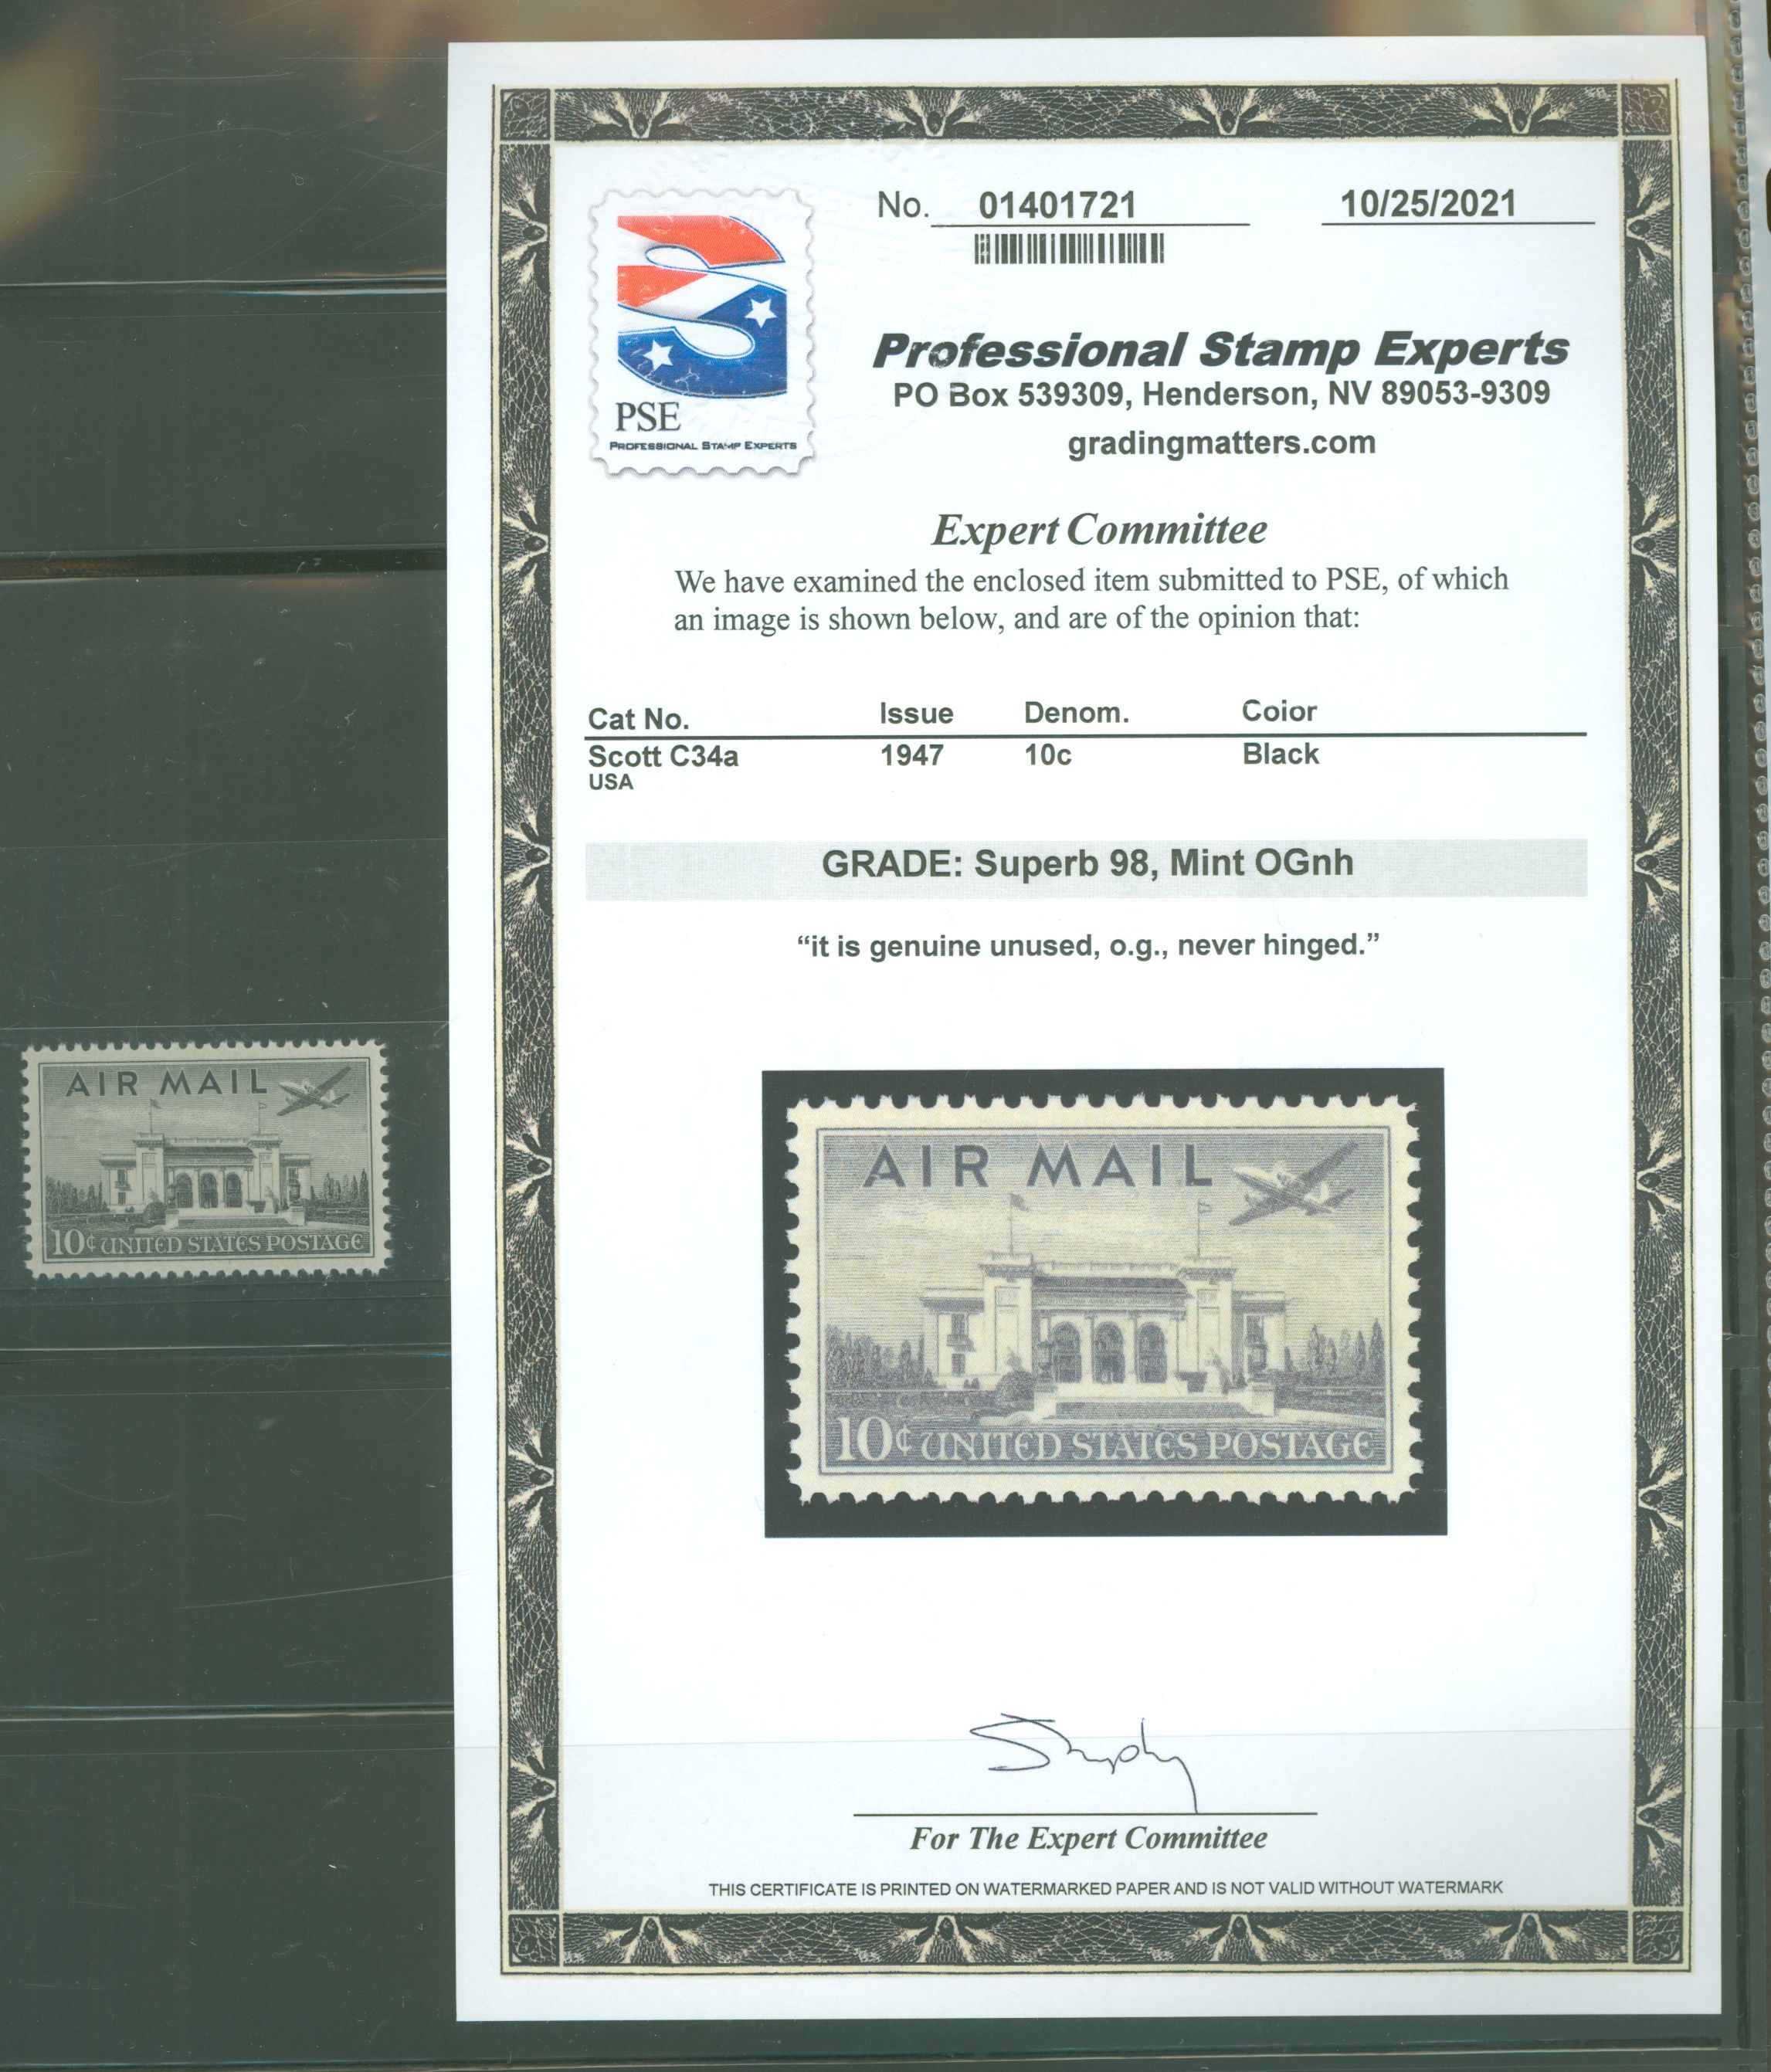 No. 01401721
10/25/2021
PSE
PROFESSIONAL STAMP EXPERTS
Professional Stamp Experts
PO Box 539309, Henderson, NV 89053-9309
gradingmatters.com
Expert Committee
We have examined the enclosed item submitted to PSE, of which
an image is shown below, and are of the opinion that:
Cat No. Issue Denom. Coior
Scott C34a 1947 10c Black
USA
GRADE: Superb 98, Mint OGnh
“it is genuine unused, o.g., never hinged.”
AIR MAIL
10¢ UNITED STATES POSTAGE
AIR MAIL
10¢ UNITED STATES POSTAGE
For The Expert Committee
THIS CERTIFICATE IS PRINTED ON WATERMARKED PAPER AND IS NOT VALID WITHOUT WATERMARK